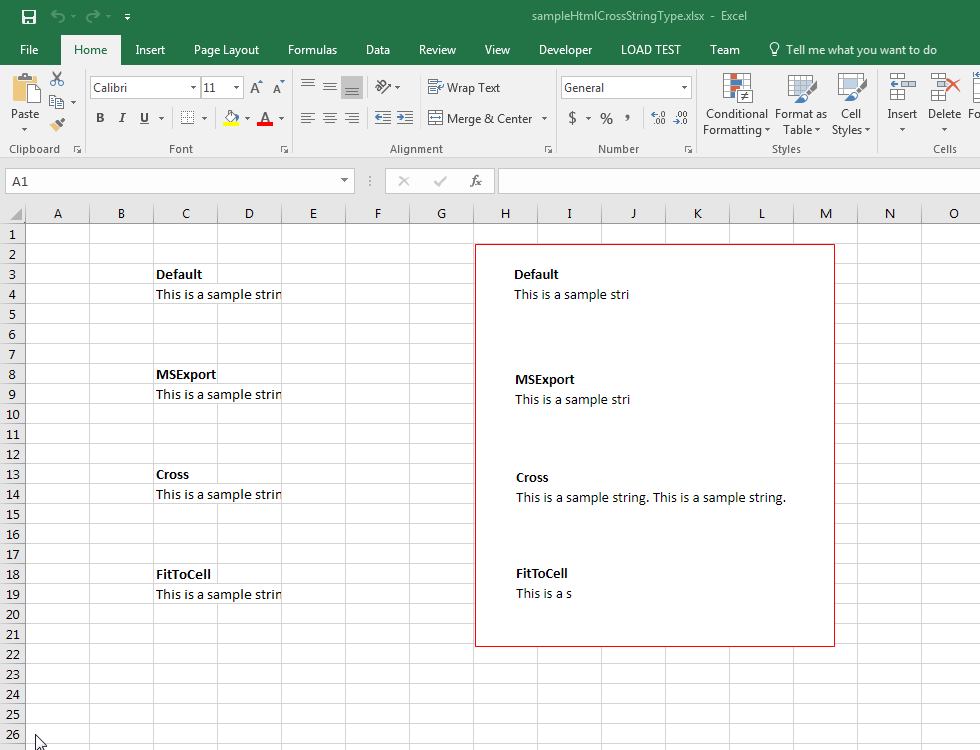 sampleHtmlCrossStringType.xlsx - Excel
File Home Insert Page Layout Formulas Data Review View Developer LOAD TEST Team Tell me what you want to do
Calibri 11 Wrap Text General
Paste B I U A Merge & Center $ % , Conditional Formatting Format as Table Cell Styles Insert Delete Fo
Clipboard Font Alignment Number Styles Cells
A1 fx
A B C D E F G H I J K L M N O
1
2
3 Default Default
4 This is a sample strin This is a sample stri
5
6
7
8 MSExport MSExport
9 This is a sample strin This is a sample stri
10
11
12
13 Cross Cross
14 This is a sample strin This is a sample string. This is a sample string.
15
16
17
18 FitToCell FitToCell
19 This is a sample strin This is a s
20
21
22
23
24
25
26